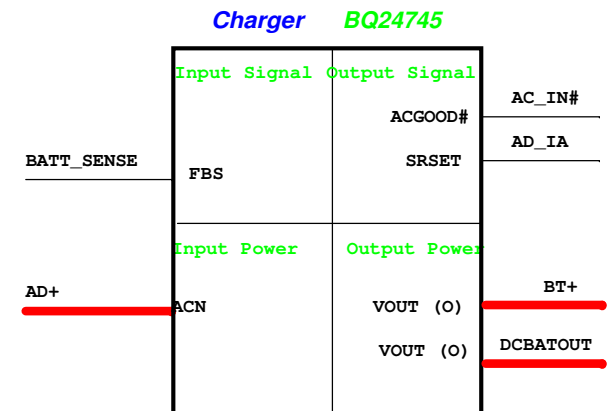 Charger BQ24745
Input Signal Output Signal
AC_IN#
ACGOOD#
AD_IA
BATT_SENSE
SRSET
FBS
Input Power Output Power
AD+
BT+
ACN
VOUT (O)
DCBATOUT
VOUT (O)